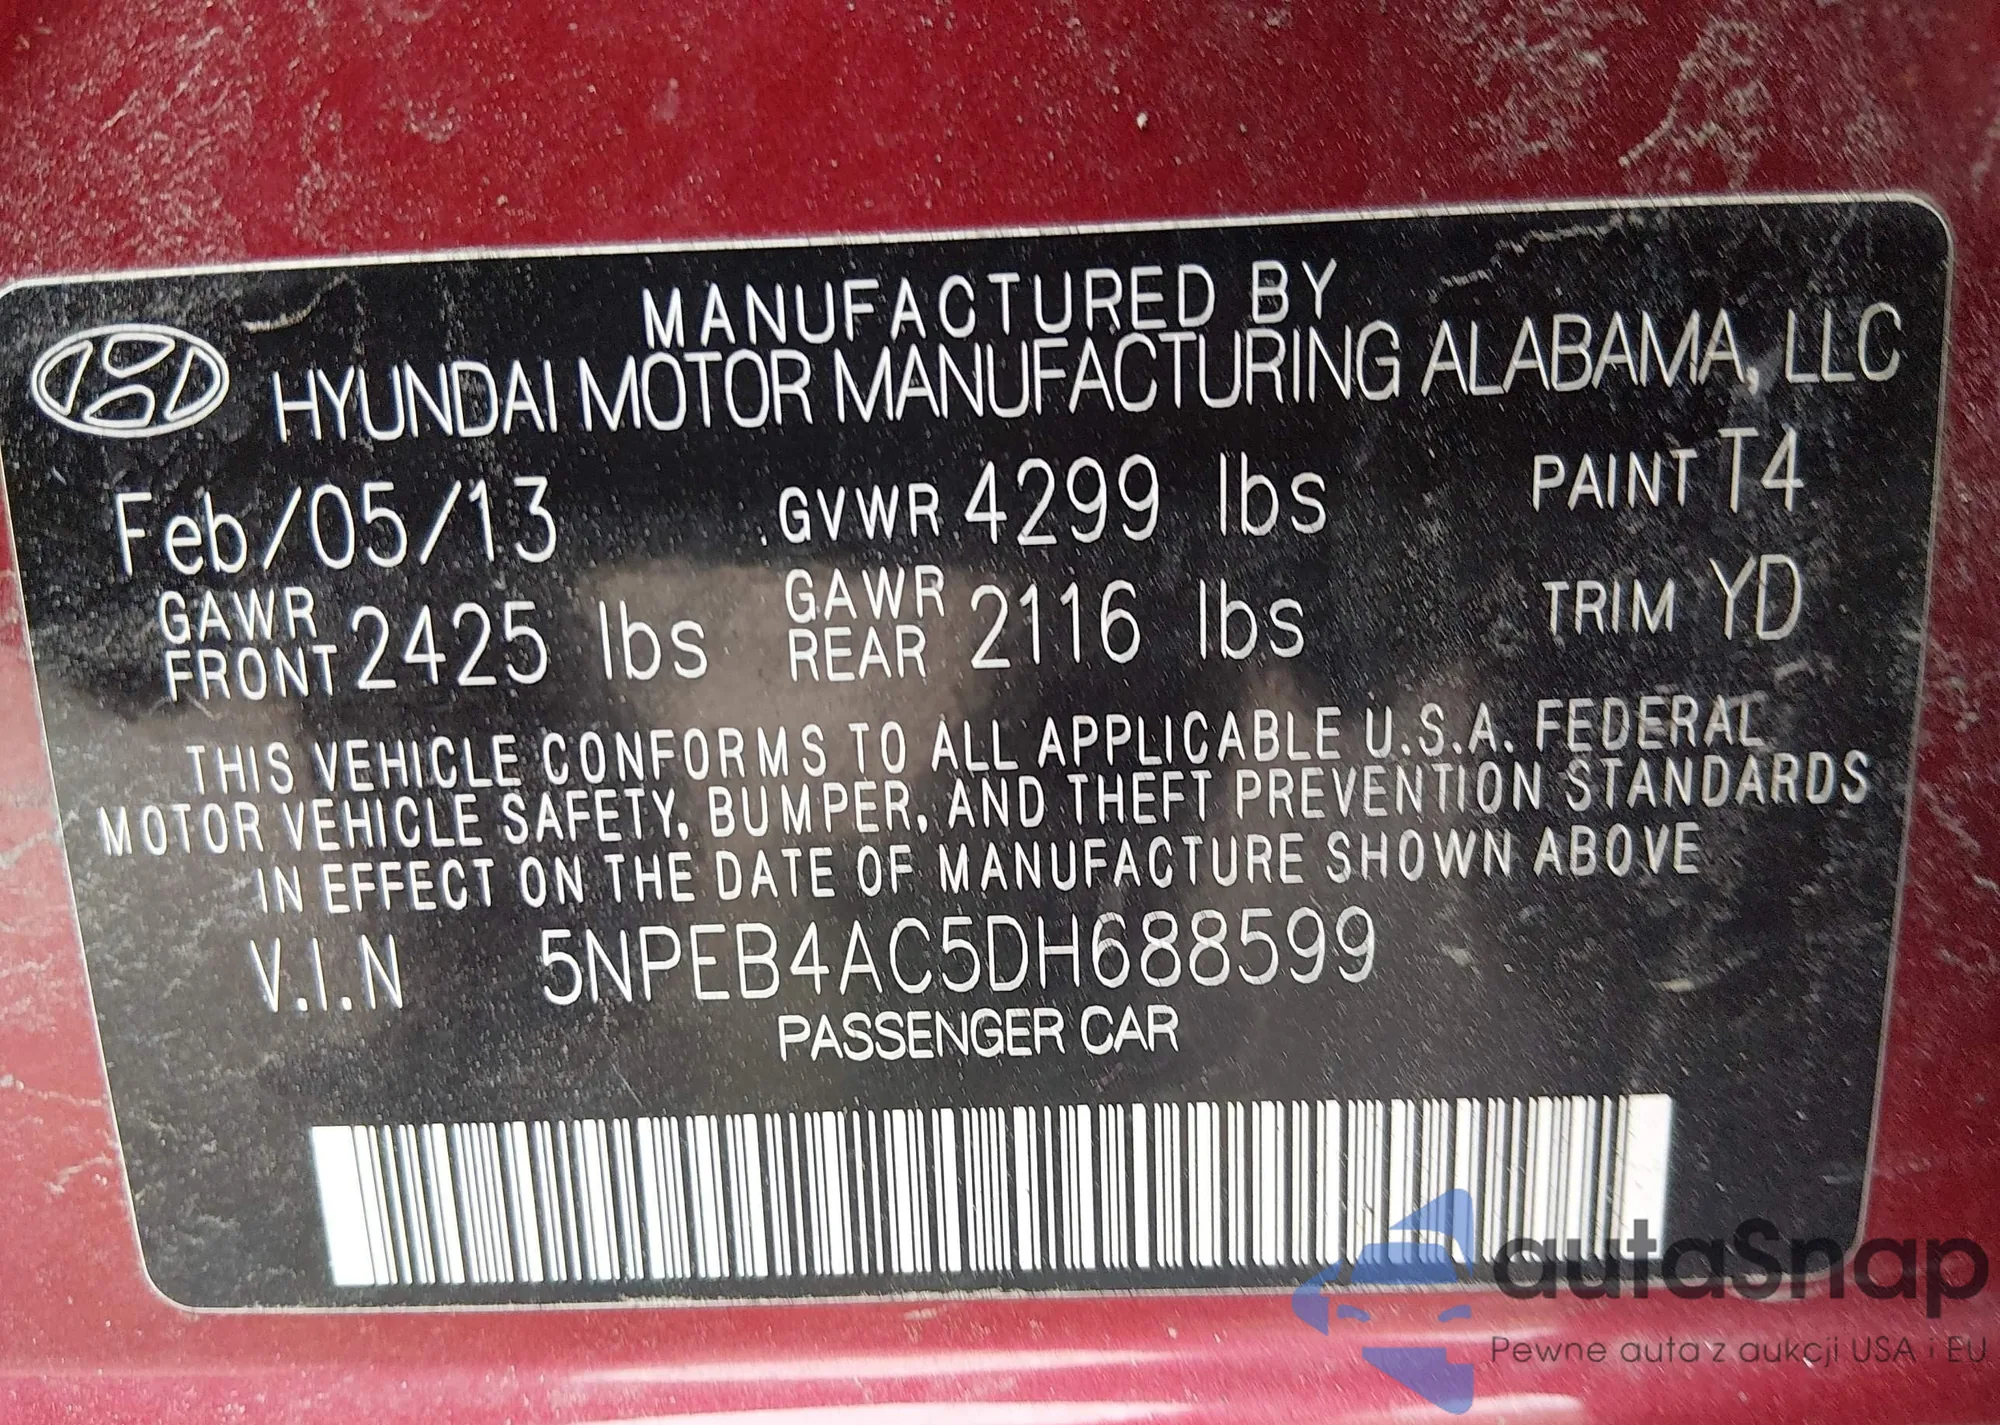 MANUFACTURED BY
HYUNDAI MOTOR MANUFACTURING ALABAMA, LLC
Feb/05/13 GVWR 4299 lbs PAINT T4
GAWR FRONT 2425 lbs GAWR REAR 2116 lbs TRIM YD
THIS VEHICLE CONFORMS TO ALL APPLICABLE U.S.A. FEDERAL
MOTOR VEHICLE SAFETY, BUMPER, AND THEFT PREVENTION STANDARDS
IN EFFECT ON THE DATE OF MANUFACTURE SHOWN ABOVE
V.I.N 5NPEB4AC5DH688599
PASSENGER CAR
autaSnap
Pewne auta z aukcji USA i EU